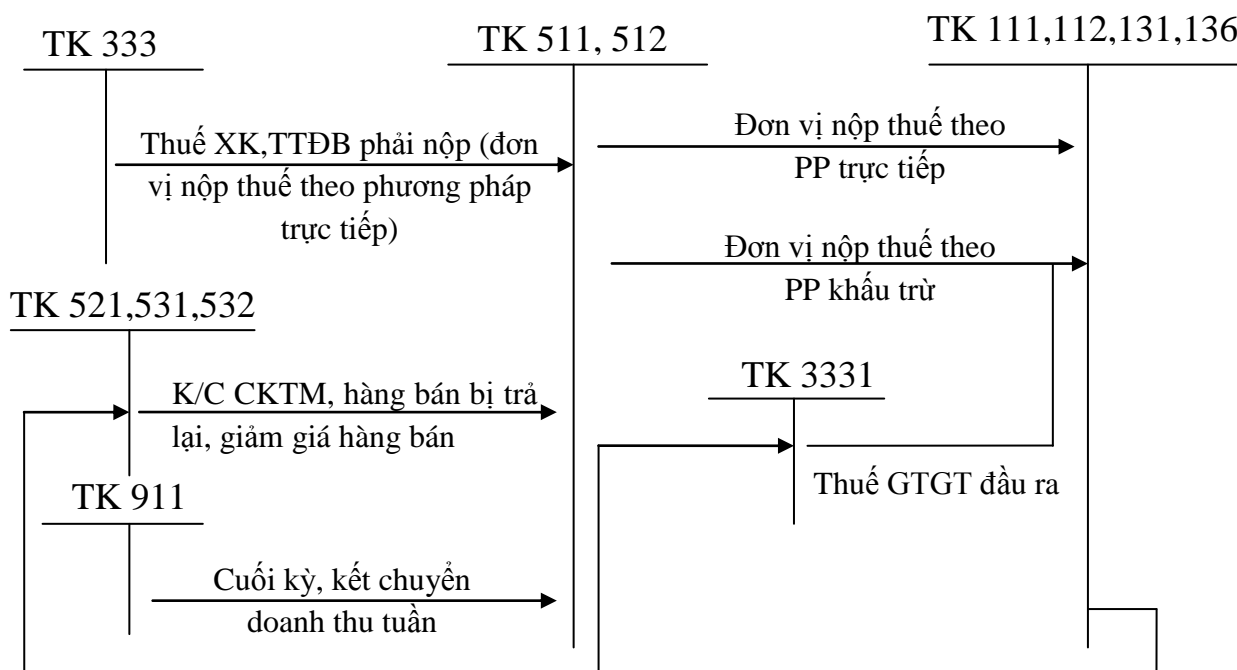 TK 333
TK 511, 512
TK 111,112,131,136
Thuế XK,TTĐB phải nộp (đơn
vị nộp thuế theo phương pháp
trực tiếp)
Đơn vị nộp thuế theo
PP trực tiếp
Đơn vị nộp thuế theo
PP khấu trừ
TK 521,531,532
K/C CKTM, hàng bán bị trả
lại, giảm giá hàng bán
TK 3331
Thuế GTGT đầu ra
TK 911
Cuối kỳ, kết chuyển
doanh thu tuần